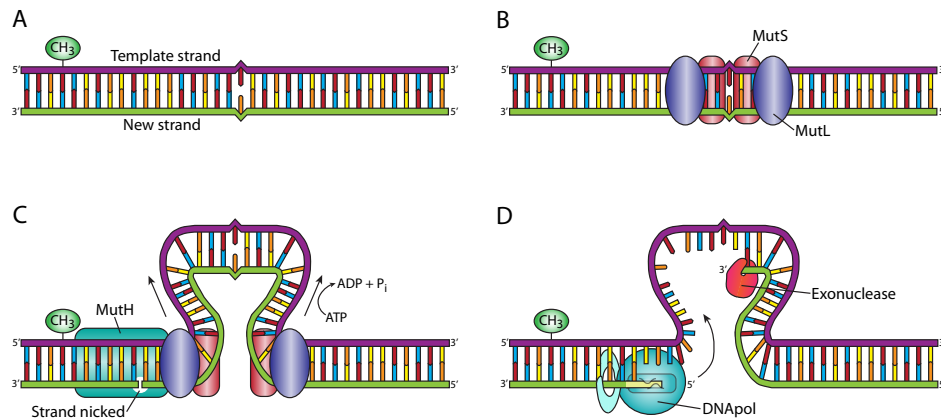 A
CH3
Template strand
5′
3′
3′
5′
New strand
B
CH3
MutS
5′
3′
3′
5′
MutL
C
ADP + Pi
ATP
CH3
MutH
5′
3′
3′
5′
Strand nicked
D
3′
Exonuclease
CH3
5′
3′
3′
5′
5′
DNApol